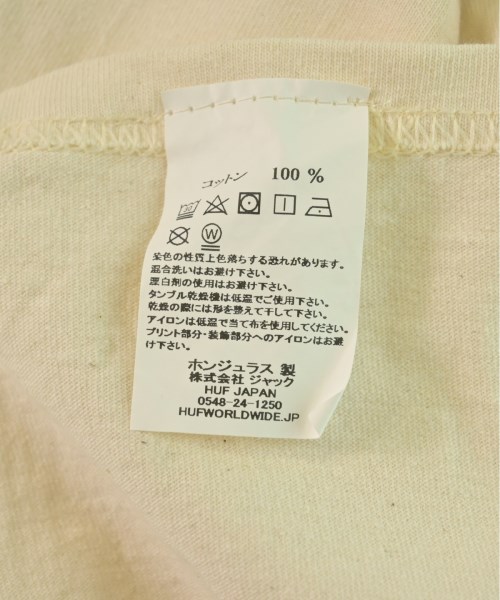 コットン 100 %
W
染色の性質上色落ちする恐れがあります。
混合洗いはお避け下さい。
漂白剤の使用はお避け下さい。
タンブル乾燥機は低温でご使用下さい。
乾燥の際には形を整えて干して下さい。
アイロンは低温で当て布を使用してください。
プリント部分・装飾部分へのアイロンはお避
け下さい。
ホンジュラス 製
株式会社 ジャック
HUF JAPAN
0548-24-1250
HUFWORLDWIDE.JP